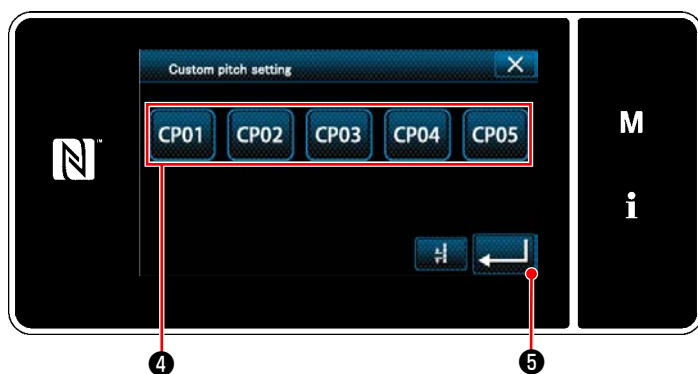 Custom pitch setting
CP01 CP02 CP03 CP04 CP05
M
i
❹ ❺